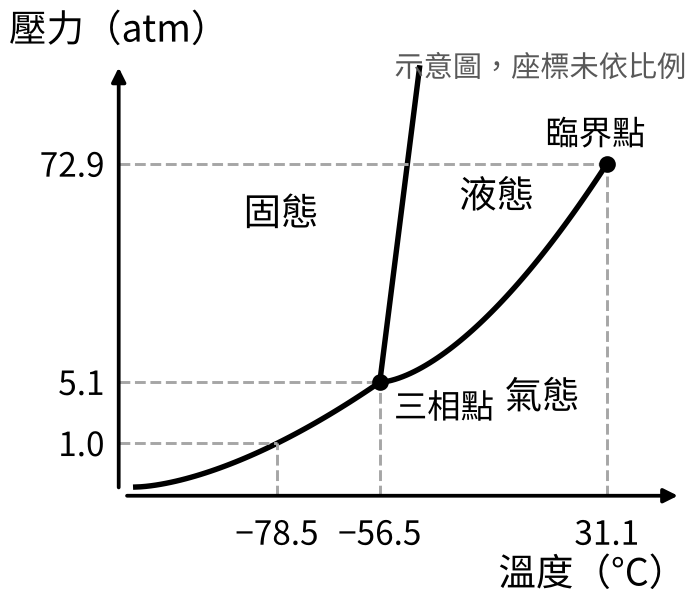 壓力（atm）
示意圖，座標未依比例
臨界點
72.9
液態
固態
5.1
三相點
氣態
1.0
−78.5
−56.5
31.1
溫度（°C）